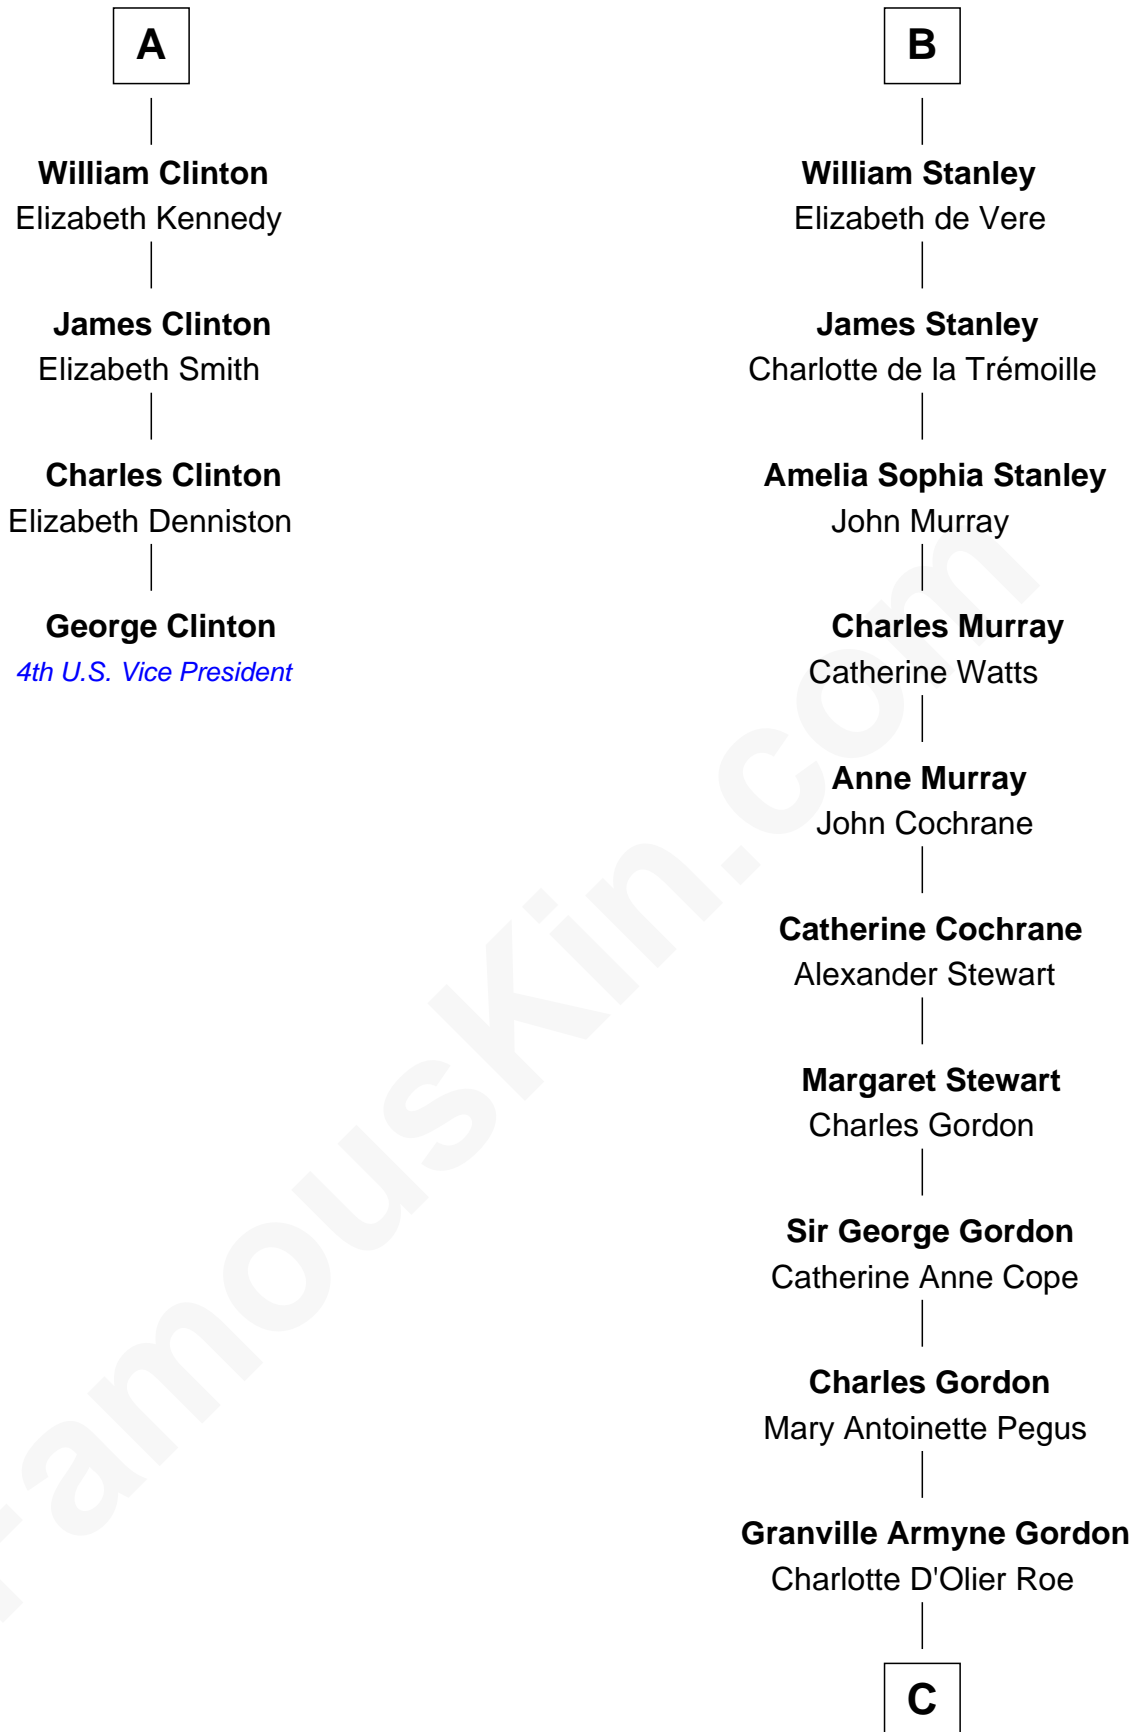 A
William Clinton
Elizabeth Kennedy
James Clinton
Elizabeth Smith
Charles Clinton
Elizabeth Denniston
George Clinton
4th U.S. Vice President
B
William Stanley
Elizabeth de Vere
James Stanley
Charlotte de la Trémoille
Amelia Sophia Stanley
John Murray
Charles Murray
Catherine Watts
Anne Murray
John Cochrane
Catherine Cochrane
Alexander Stewart
Margaret Stewart
Charles Gordon
Sir George Gordon
Catherine Anne Cope
Charles Gordon
Mary Antoinette Pegus
Granville Armyne Gordon
Charlotte D'Olier Roe
C
FamousKin.com